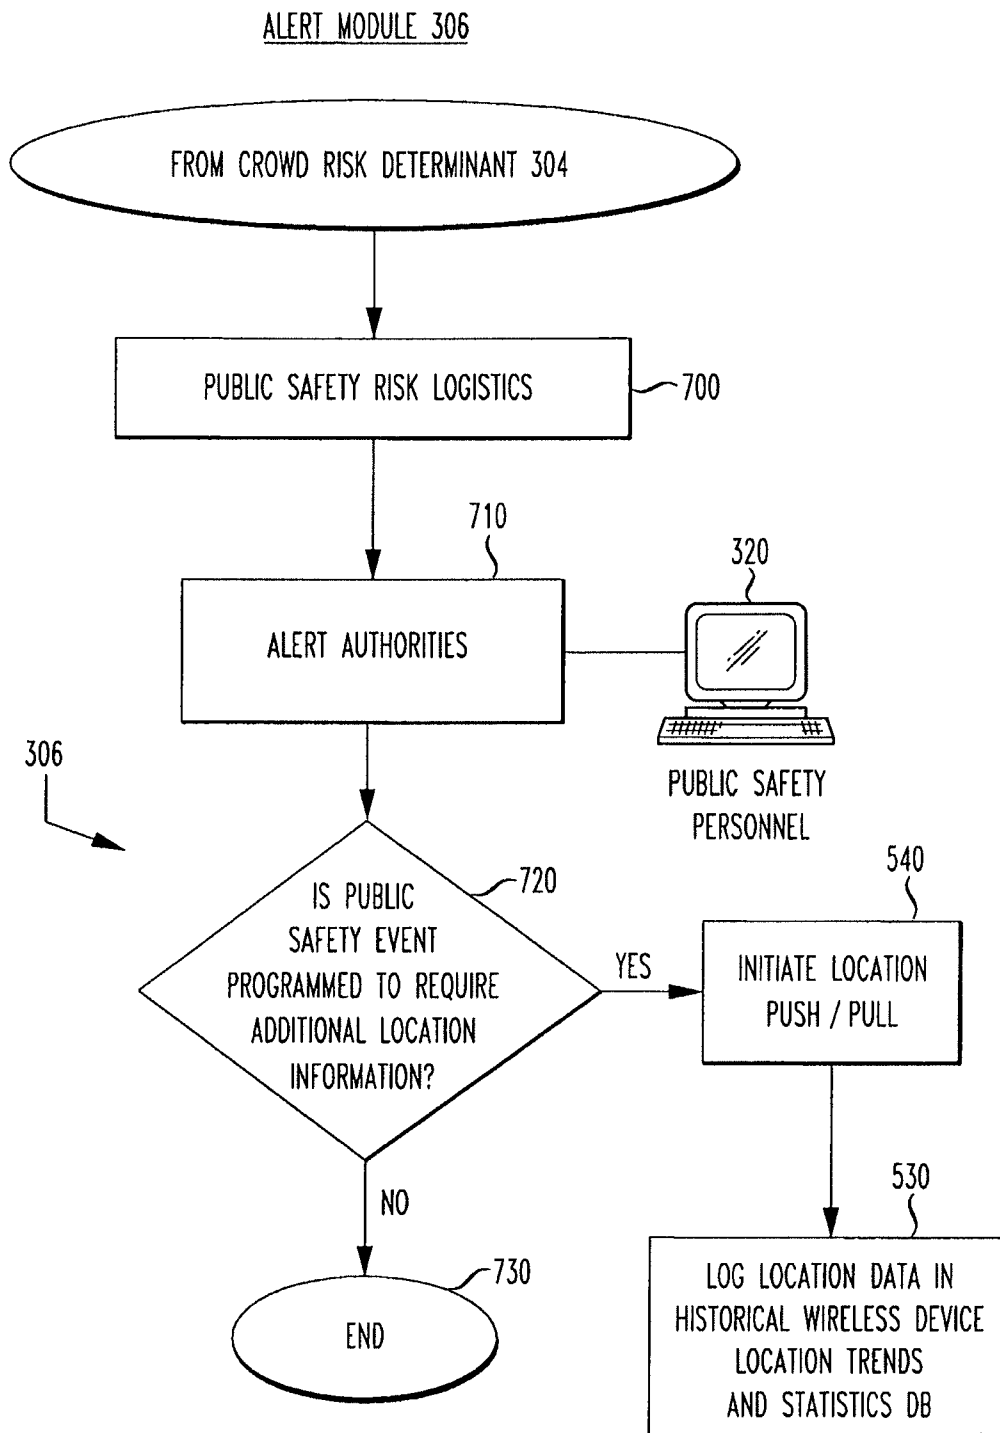 ALERT MODULE 306
FROM CROWD RISK DETERMINANT 304
PUBLIC SAFETY RISK LOGISTICS
700
710
ALERT AUTHORITIES
320
PUBLIC SAFETY
PERSONNEL
306
IS PUBLIC
SAFETY EVENT
PROGRAMMED TO REQUIRE
ADDITIONAL LOCATION
INFORMATION?
720
YES
540
INITIATE LOCATION
PUSH / PULL
NO
530
LOG LOCATION DATA IN
HISTORICAL WIRELESS DEVICE
LOCATION TRENDS
AND STATISTICS DB
730
END